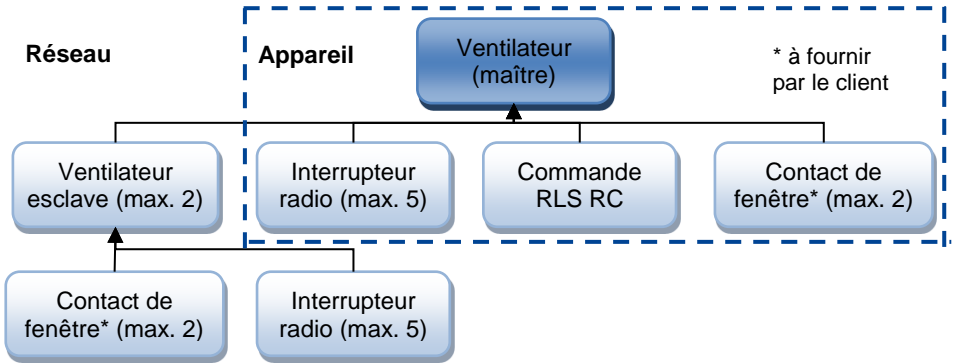 Réseau
Appareil
Ventilateur
(maître)
* à fournir
par le client
Ventilateur
esclave (max. 2)
Interrupteur
radio (max. 5)
Commande
RLS RC
Contact de
fenêtre* (max. 2)
Contact de
fenêtre* (max. 2)
Interrupteur
radio (max. 5)